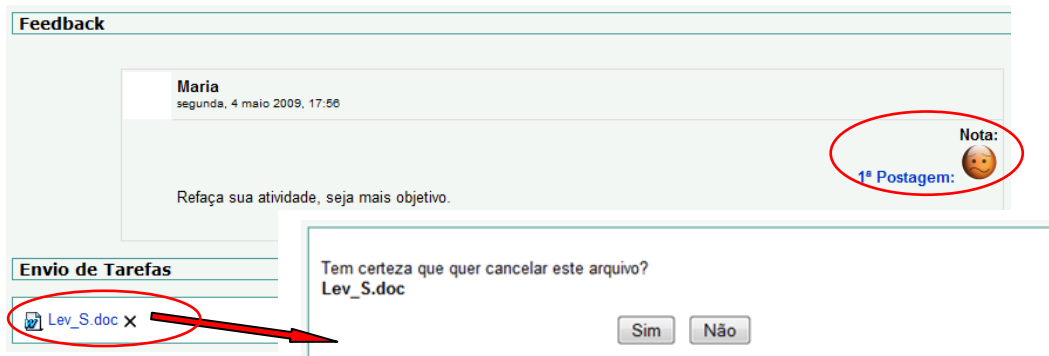 Feedback
Maria
segunda, 4 maio 2009, 17:56
Nota:
1ª Postagem:
Refaça sua atividade, seja mais objetivo.
Envio de Tarefas
Lev_S.doc X
Tem certeza que quer cancelar este arquivo?
Lev_S.doc
Sim Não